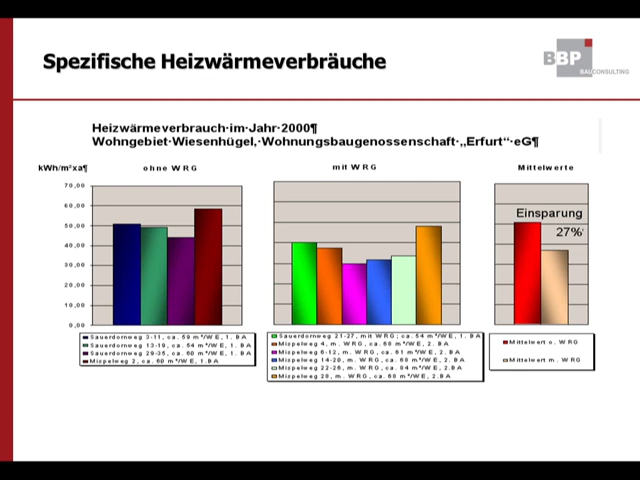 Spezifische Heizwärmeverbräuche
BBP
BAUCONSULTING
Heizwärmeverbrauch·im·Jahr·2000¶
Wohngebiet·Wiesenhügel,·Wohnungsbaugenossenschaft·„Erfurt“·eG¶
kWh/m²xa¶
ohne WRG
mit WRG
Mittelwerte
70,00
60,00
50,00
40,00
30,00
20,00
10,00
0,00
Einsparung
27%
Sauerdornweg 3-11, ca. 59 m²/WE, 1. BA
Sauerdornweg 13-19, ca. 54 m²/WE, 1. BA
Sauerdornweg 29-35, ca. 60 m²/WE, 1. BA
Mispelweg 2, ca. 60 m²/WE, 1.BA
Sauerdornweg 21-27, mit WRG; ca. 54 m²/WE, 1. BA
Mispelweg 4, m. WRG, ca. 60 m²/WE, 2.BA
Mispelweg 6-12, m. WRG, ca. 61 m²/WE, 2. BA
Mispelweg 14-20, m. WRG, ca. 60 m²/WE, 2. BA
Mispelweg 22-26, m. WRG, ca. 84 m²/WE, 2. BA
Mispelweg 28, m. WRG, ca. 60 m²/WE, 2.BA
Mittelwert o. WRG
Mittelwert m. WRG